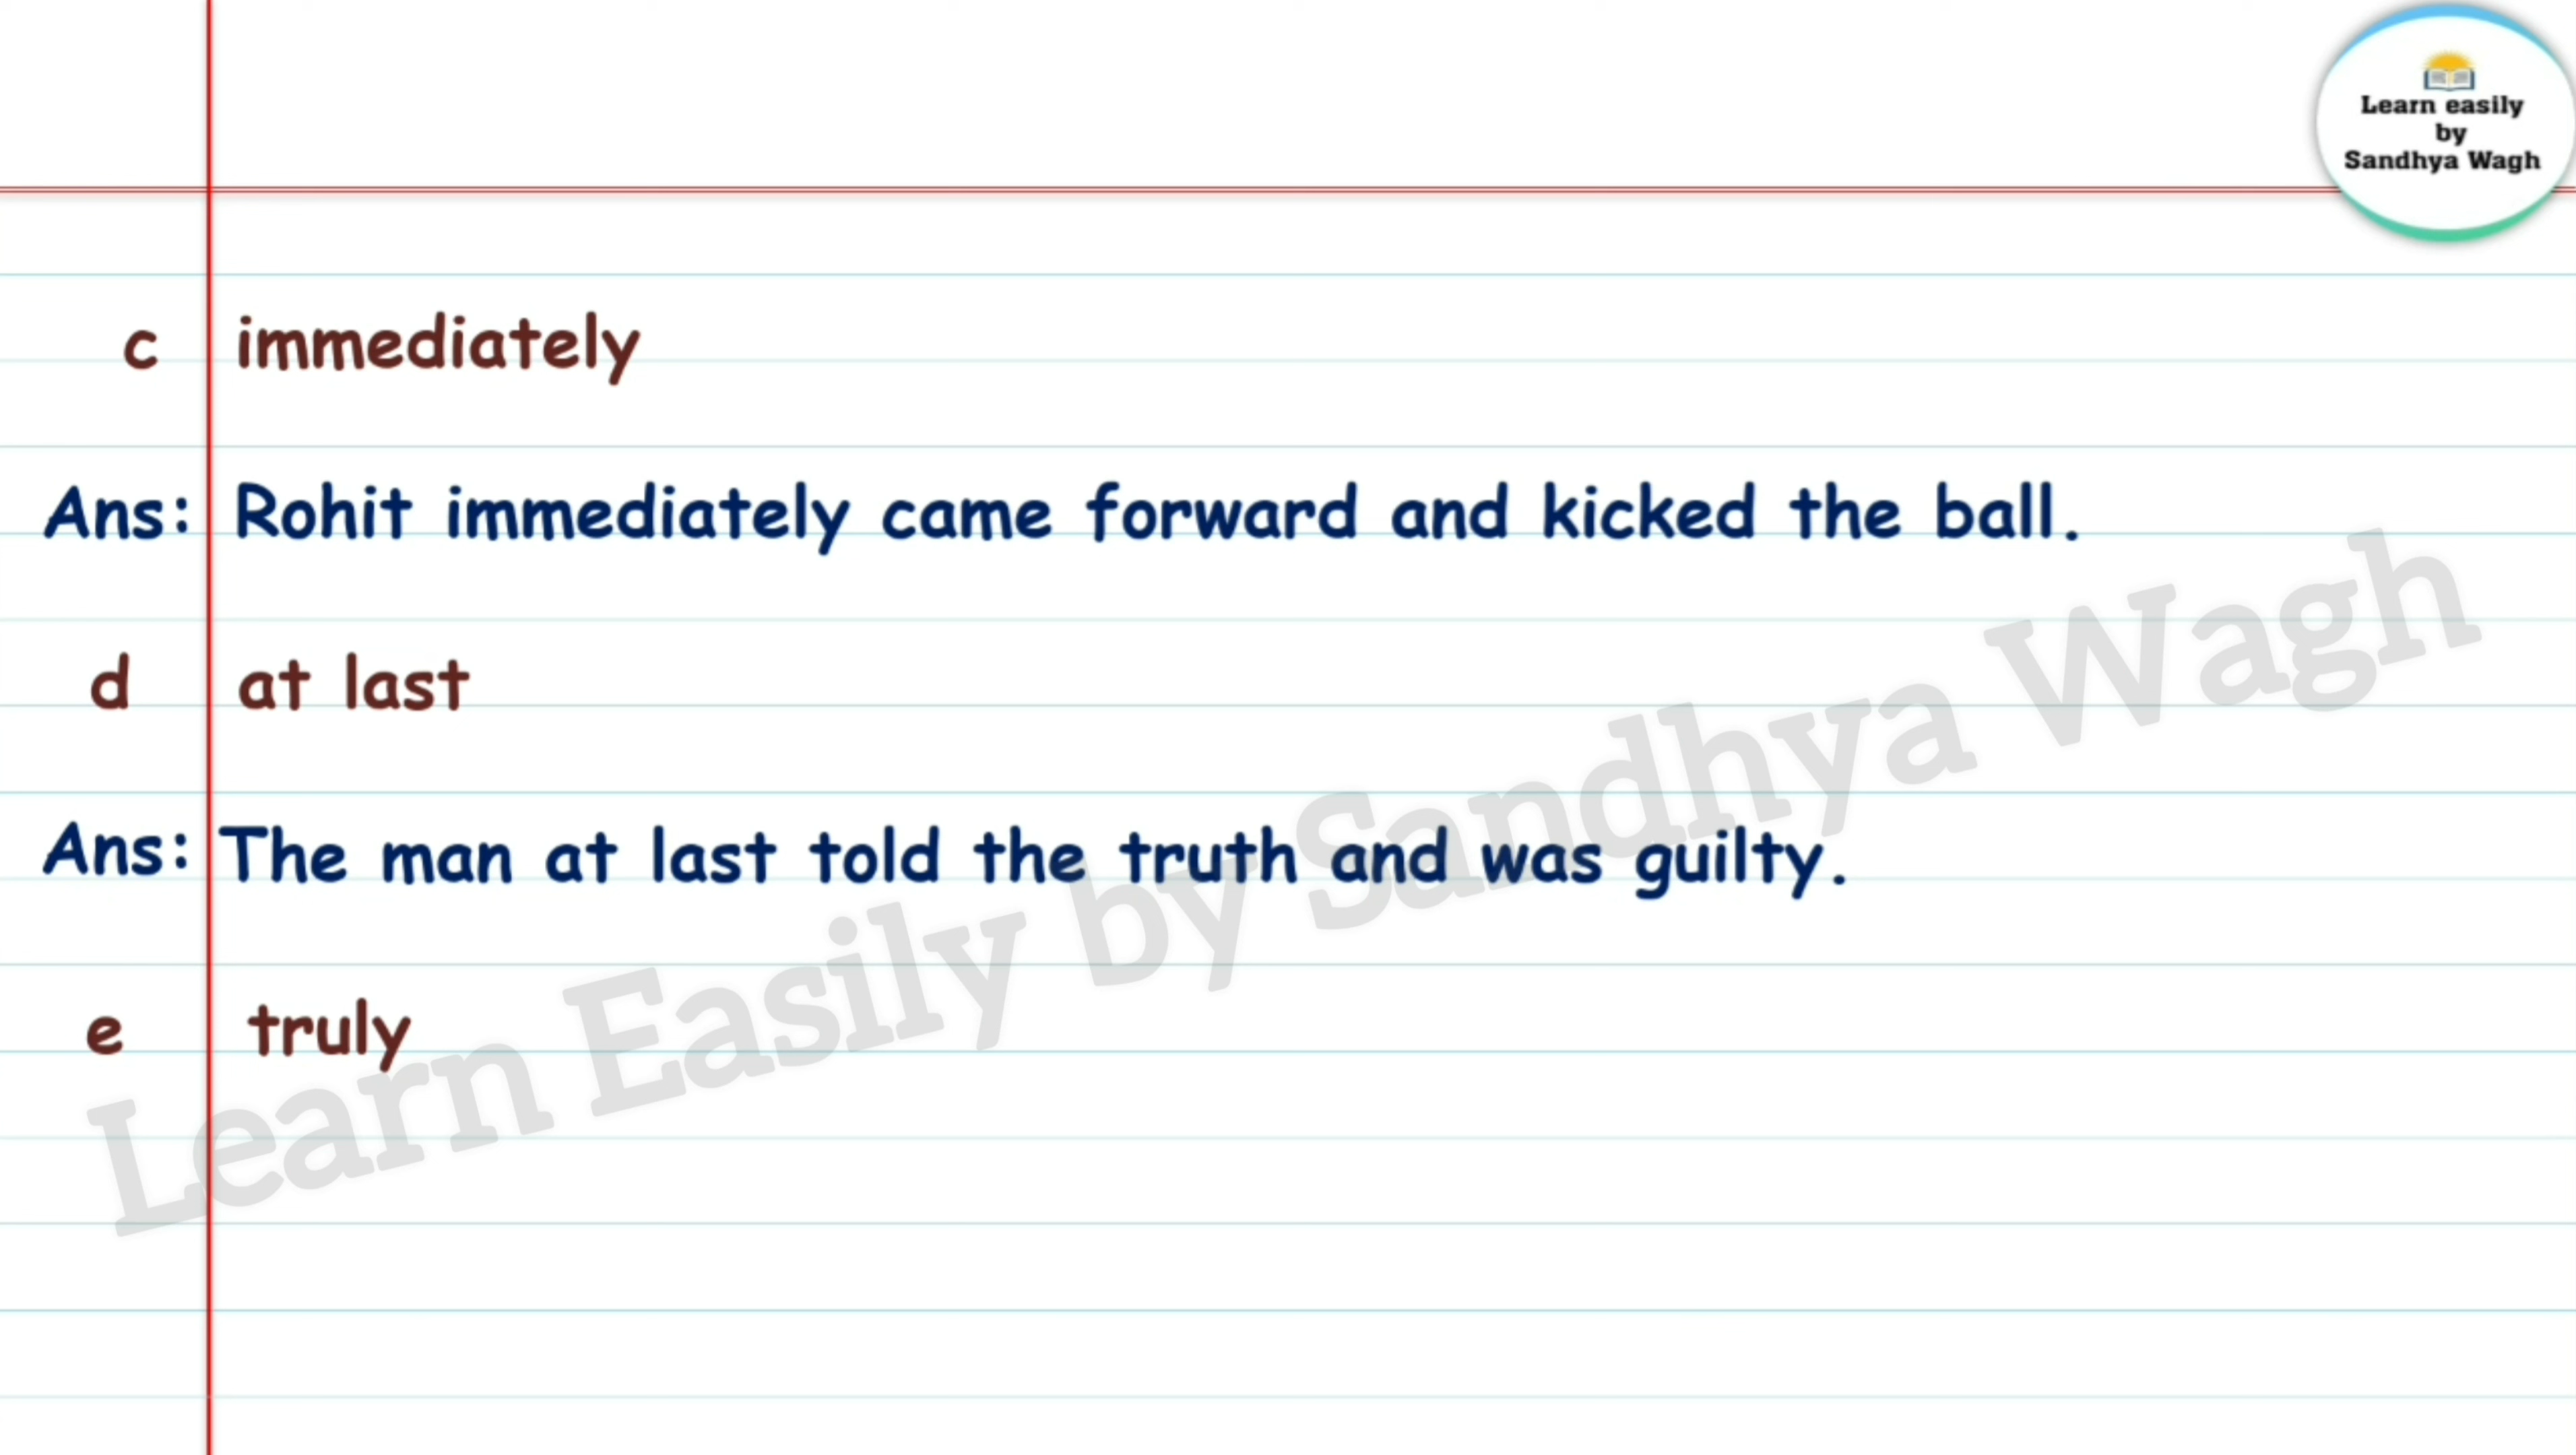 Learn easily
by
Sandhya Wagh
c immediately
Ans: Rohit immediately came forward and kicked the ball.
d at last
Ans: The man at last told the truth and was guilty.
e truly
Learn Easily by Sandhya Wagh